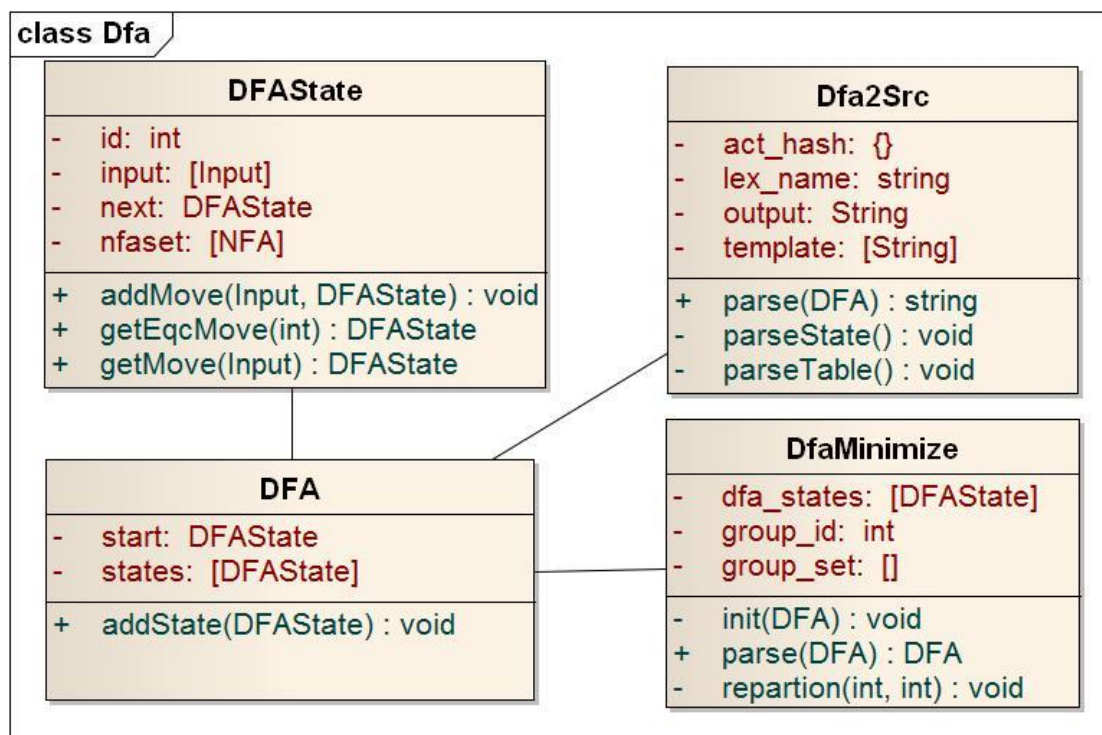 class Dfa
DFAState
- id: int
- input: [Input]
- next: DFAState
- nfaset: [NFA]
+ addMove(Input, DFAState) : void
+ getEqcMove(int) : DFAState
+ getMove(Input) : DFAState
Dfa2Src
- act_hash: {}
- lex_name: string
- output: String
- template: [String]
+ parse(DFA) : string
- parseState() : void
- parseTable() : void
DFA
- start: DFAState
- states: [DFAState]
+ addState(DFAState) : void
DfaMinimize
- dfa_states: [DFAState]
- group_id: int
- group_set: []
- init(DFA) : void
+ parse(DFA) : DFA
- repartion(int, int) : void